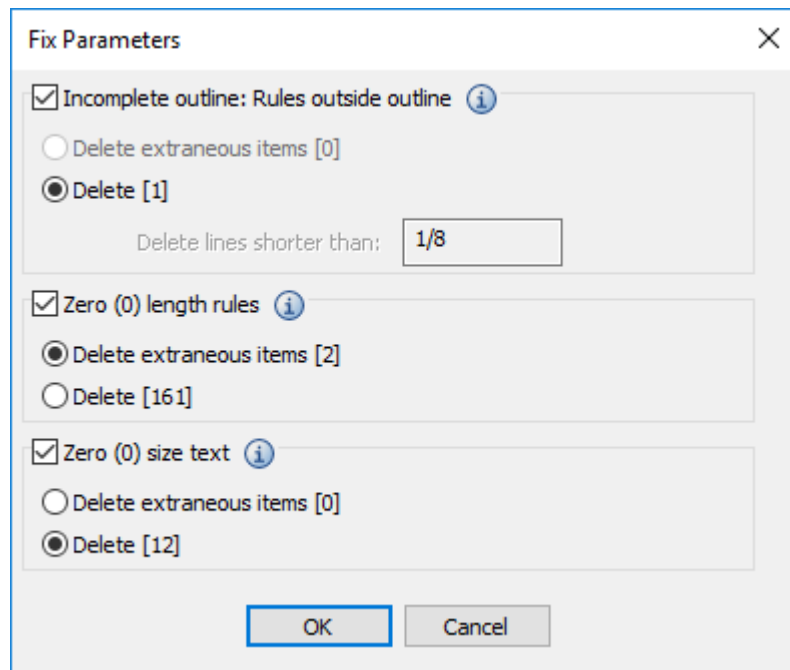 Fix Parameters
Incomplete outline: Rules outside outline
Delete extraneous items [0]
Delete [1]
Delete lines shorter than: 1/8
Zero (0) length rules
Delete extraneous items [2]
Delete [161]
Zero (0) size text
Delete extraneous items [0]
Delete [12]
OK Cancel